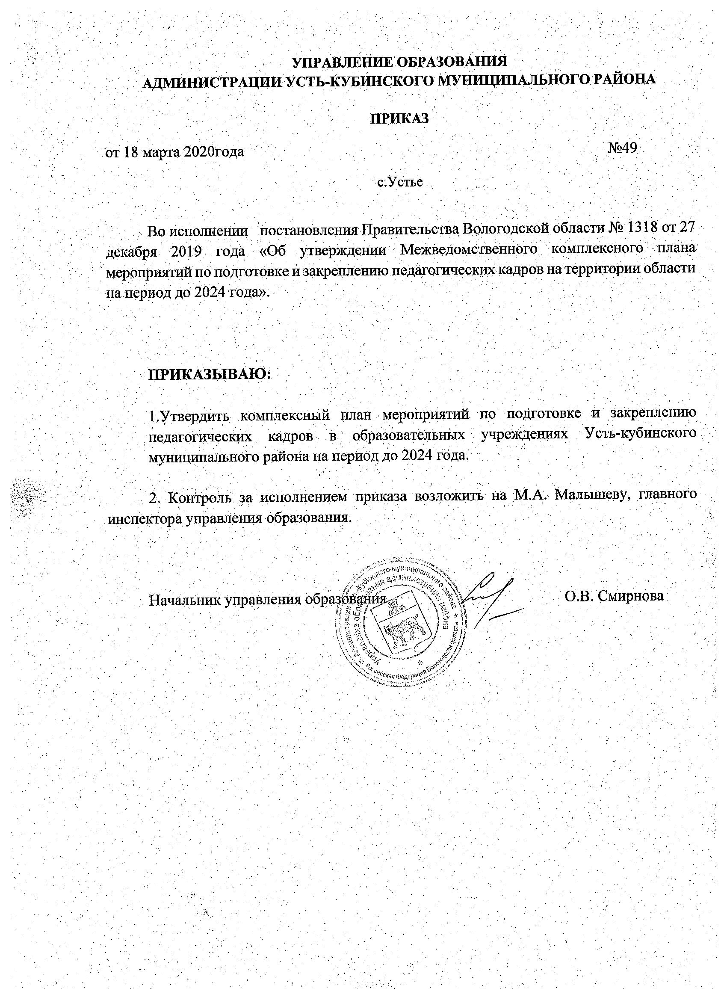 УПРАВЛЕНИЕ ОБРАЗОВАНИЯ
АДМИНИСТРАЦИИ УСТЬ-КУБИНСКОГО МУНИЦИПАЛЬНОГО РАЙОНА
ПРИКАЗ
от 18 марта 2020года №49
с.Устье
Во исполнении постановления Правительства Вологодской области № 1318 от 27
декабря 2019 года «Об утверждении Межведомственного комплексного плана
мероприятий по подготовке и закреплению педагогических кадров на территории области
на период до 2024 года».
ПРИКАЗЫВАЮ:
1.Утвердить комплексный план мероприятий по подготовке и закреплению
педагогических кадров в образовательных учреждениях Усть-кубинского
муниципального района на период до 2024 года.
2. Контроль за исполнением приказа возложить на М.А. Малышеву, главного
инспектора управления образования.
Начальник управления образования О.В. Смирнова
Администрация Кубинского муниципального района
Управление образования администрации района
Российская Федерация Вологодская область